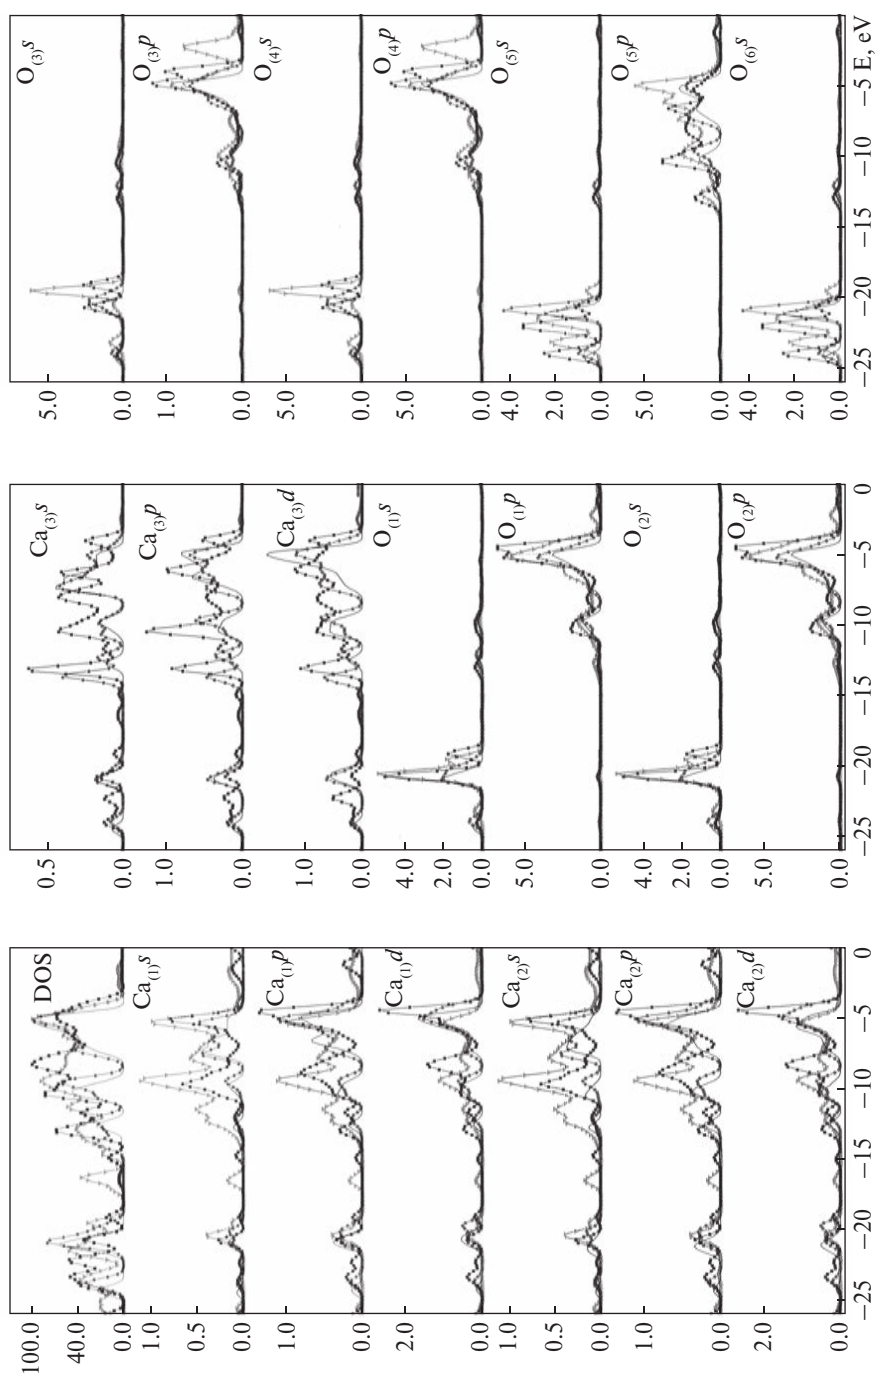 DOS
100.0
40.0
0.0
Ca(1)s
1.0
0.5
0.0
Ca(1)p
1.0
0.0
Ca(1)d
2.0
0.0
Ca(2)s
1.0
0.5
0.0
Ca(2)p
1.0
0.0
Ca(2)d
2.0
0.0
−25 −20 −15 −10 −5 0
Ca(3)s
0.5
0.0
Ca(3)p
1.0
0.0
Ca(3)d
1.0
0.0
O(1)s
4.0
2.0
0.0
O(1)p
5.0
0.0
O(2)s
4.0
2.0
0.0
O(2)p
5.0
0.0
−25 −20 −15 −10 −5 0
O(3)s
5.0
0.0
O(3)p
1.0
0.0
O(4)s
5.0
0.0
O(4)p
5.0
0.0
O(5)s
4.0
2.0
0.0
O(5)p
5.0
0.0
O(6)s
4.0
2.0
0.0
−25 −20 −15 −10 −5 E, eV